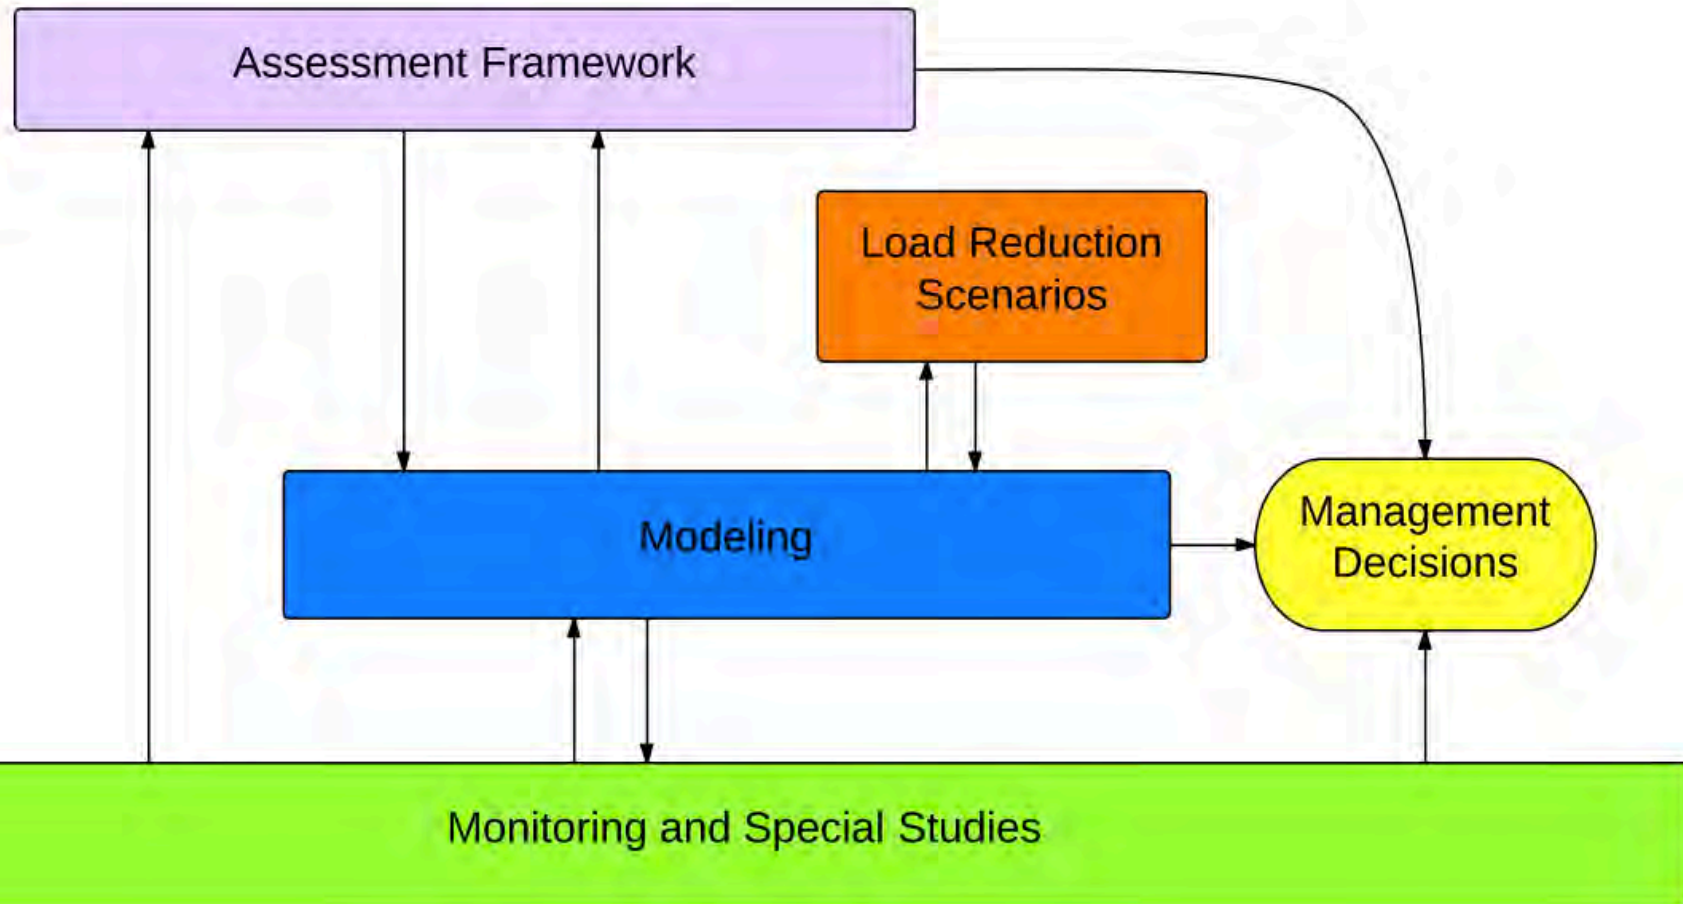 Assessment Framework
Load Reduction
Scenarios
Modeling
Management
Decisions
Monitoring and Special Studies